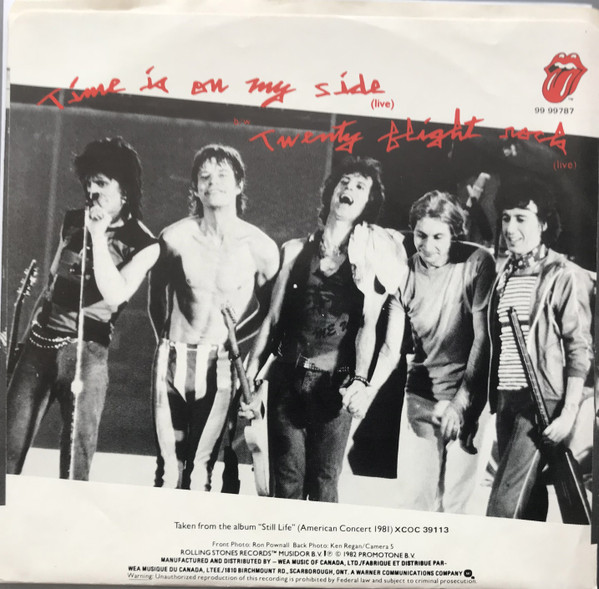 Time is on my side (live)
99 99787
Twenty flight rock (live)
Taken from the album "Still Life" (American Concert 1981) XCOC 39113
Front Photo: Ron Pownall Back Photo: Ken Regan/Camera 5
ROLLING STONES RECORDS™ MUSIDOR B.V. ℗ © 1982 PROMOTONE B.V.
MANUFACTURED AND DISTRIBUTED BY – WEA MUSIC OF CANADA, LTD./FABRIQUE ET DISTRIBUE PAR-
WEA MUSIQUE DU CANADA, LTEE/1810 BIRCHMOUNT RD., SCARBOROUGH, ONT. A WARNER COMMUNICATIONS COMPANY
Warning: Unauthorized reproduction of this recording is prohibited by Federal law and subject to criminal prosecution.